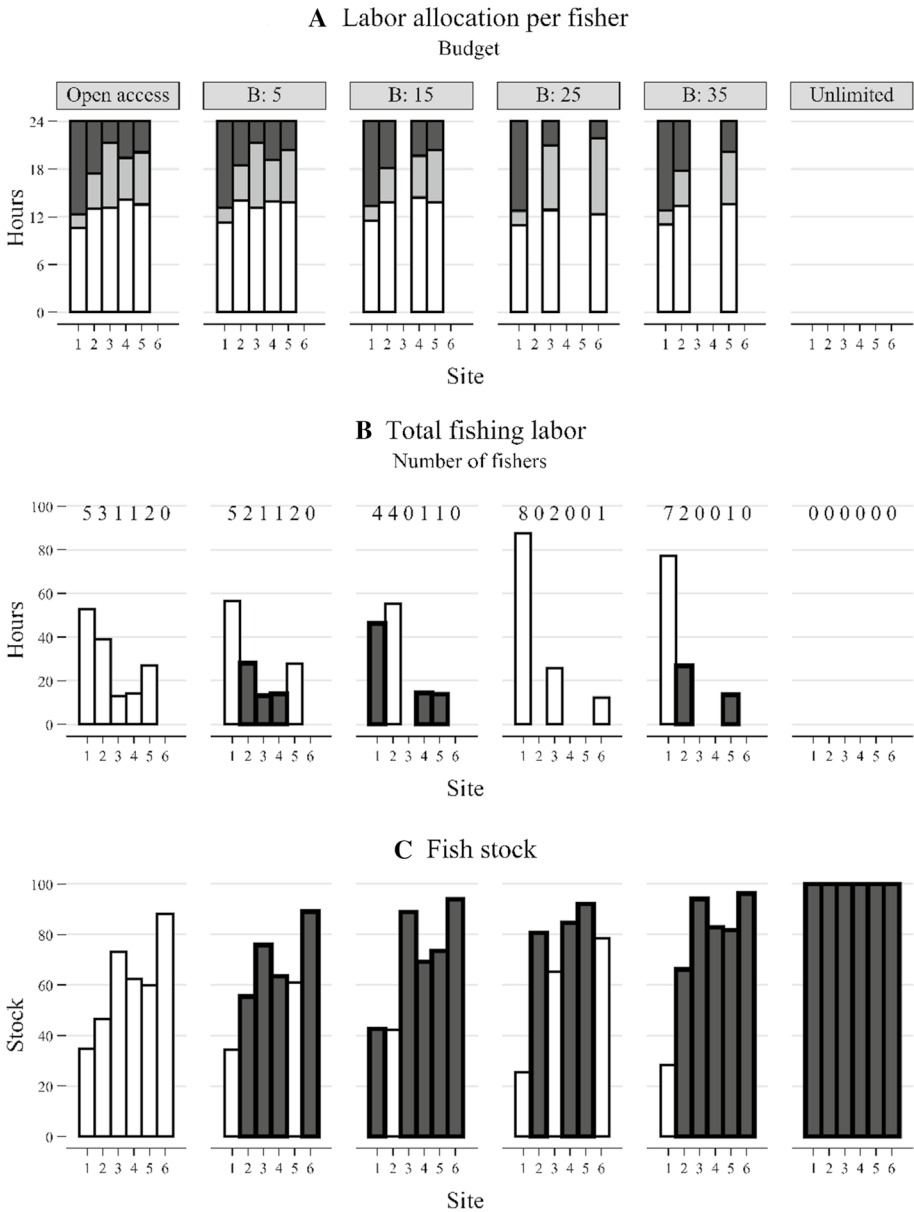 A Labor allocation per fisher
Budget
Open access B: 5 B: 15 B: 25 B: 35 Unlimited
24
18
12
6
0
Hours
1 2 3 4 5 6 1 2 3 4 5 6 1 2 3 4 5 6 1 2 3 4 5 6 1 2 3 4 5 6 1 2 3 4 5 6
Site
B Total fishing labor
Number of fishers
100
5 3 1 1 2 0 5 2 1 1 2 0 4 4 0 1 1 0 8 0 2 0 0 1 7 2 0 0 1 0 0 0 0 0 0 0
80
60
40
20
0
Hours
1 2 3 4 5 6 1 2 3 4 5 6 1 2 3 4 5 6 1 2 3 4 5 6 1 2 3 4 5 6 1 2 3 4 5 6
Site
C Fish stock
100
80
60
40
20
0
Stock
1 2 3 4 5 6 1 2 3 4 5 6 1 2 3 4 5 6 1 2 3 4 5 6 1 2 3 4 5 6 1 2 3 4 5 6
Site